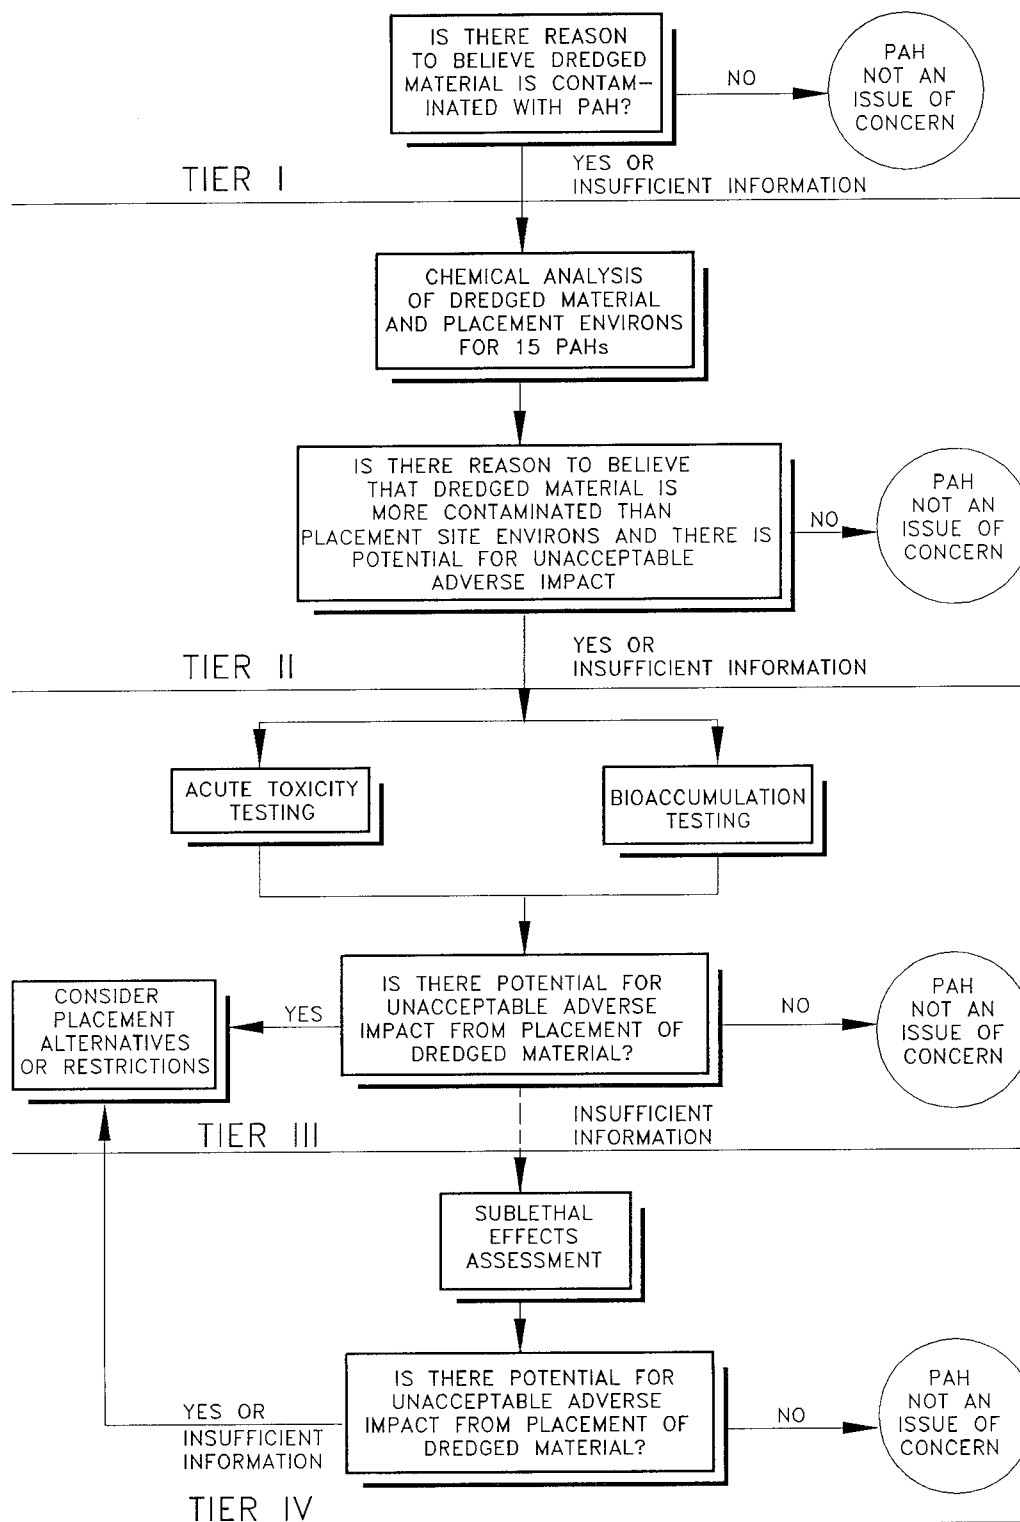 IS THERE REASON
TO BELIEVE DREDGED
MATERIAL IS CONTAM-
INATED WITH PAH?
NO
PAH
NOT AN
ISSUE OF
CONCERN
YES OR
INSUFFICIENT INFORMATION
TIER I
CHEMICAL ANALYSIS
OF DREDGED MATERIAL
AND PLACEMENT ENVIRONS
FOR 15 PAHs
IS THERE REASON TO BELIEVE
THAT DREDGED MATERIAL IS
MORE CONTAMINATED THAN
PLACEMENT SITE ENVIRONS AND THERE IS
POTENTIAL FOR UNACCEPTABLE
ADVERSE IMPACT
NO
PAH
NOT AN
ISSUE OF
CONCERN
YES OR
INSUFFICIENT INFORMATION
TIER II
ACUTE TOXICITY
TESTING
BIOACCUMULATION
TESTING
IS THERE POTENTIAL FOR
UNACCEPTABLE ADVERSE
IMPACT FROM PLACEMENT OF
DREDGED MATERIAL?
YES
CONSIDER
PLACEMENT
ALTERNATIVES
OR RESTRICTIONS
NO
PAH
NOT AN
ISSUE OF
CONCERN
INSUFFICIENT
INFORMATION
TIER III
SUBLETHAL
EFFECTS
ASSESSMENT
IS THERE POTENTIAL FOR
UNACCEPTABLE ADVERSE
IMPACT FROM PLACEMENT OF
DREDGED MATERIAL?
YES OR
INSUFFICIENT
INFORMATION
NO
PAH
NOT AN
ISSUE OF
CONCERN
TIER IV